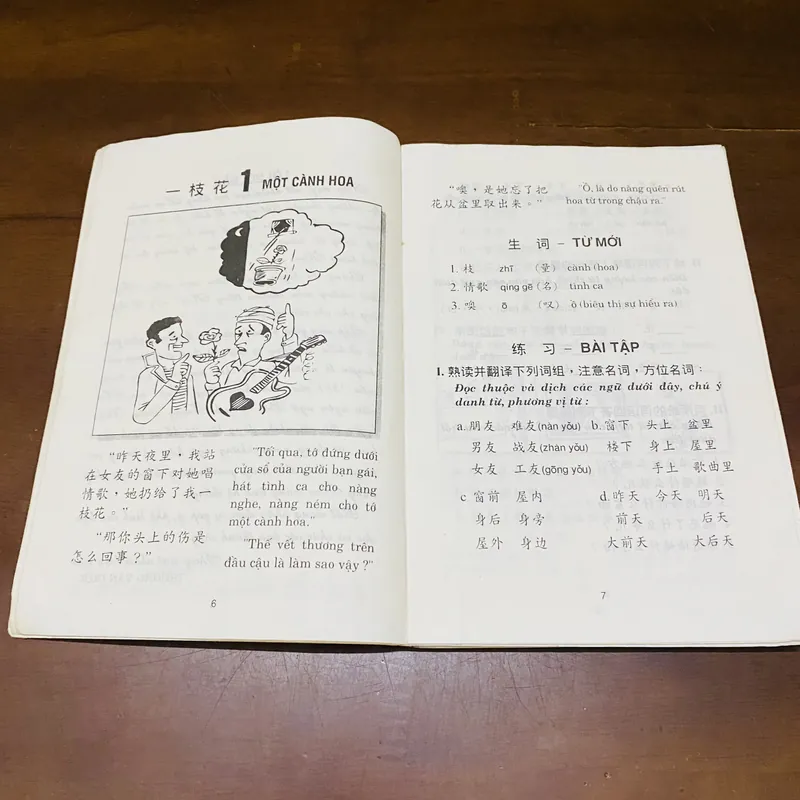 一枝花 1 MỘT CÀNH HOA
“昨天夜里，我站
在女友的窗下对她唱
情歌，她扔给了我一
枝花。”
“那你头上的伤是
怎么回事？”
"Tối qua, tớ đứng dưới
cửa sổ của người bạn gái,
hát tình ca cho nàng
nghe, nàng ném cho tớ
một cành hoa."
"Thế vết thương trên
đầu cậu là làm sao vậy ?"
6
“噢，是她忘了把
花从盆里取出来。”
"Ồ, là do nàng quên rút
hoa từ trong chậu ra."
生 词 – TỪ MỚI
1. 枝 zhī (量) cành (hoa)
2. 情歌 qíng gē (名) tình ca
3. 噢 ō (叹) ồ (biểu thị sự hiểu ra)
练 习 – BÀI TẬP
I. 熟读并翻译下列词组，注意名词，方位名词：
Đọc thuộc và dịch các ngữ dưới đây, chú ý
danh từ, phương vị từ :
a. 朋友 难友(nàn yǒu) b. 窗下 头上 盆里
男友 战友(zhàn yǒu) 楼下 身上 屋里
女友 工友(gōng yǒu) 手上 歌曲里
c 窗前 屋内 d. 昨天 今天 明天
身后 身旁 前天 后天
屋外 身边 大前天 大后天
7